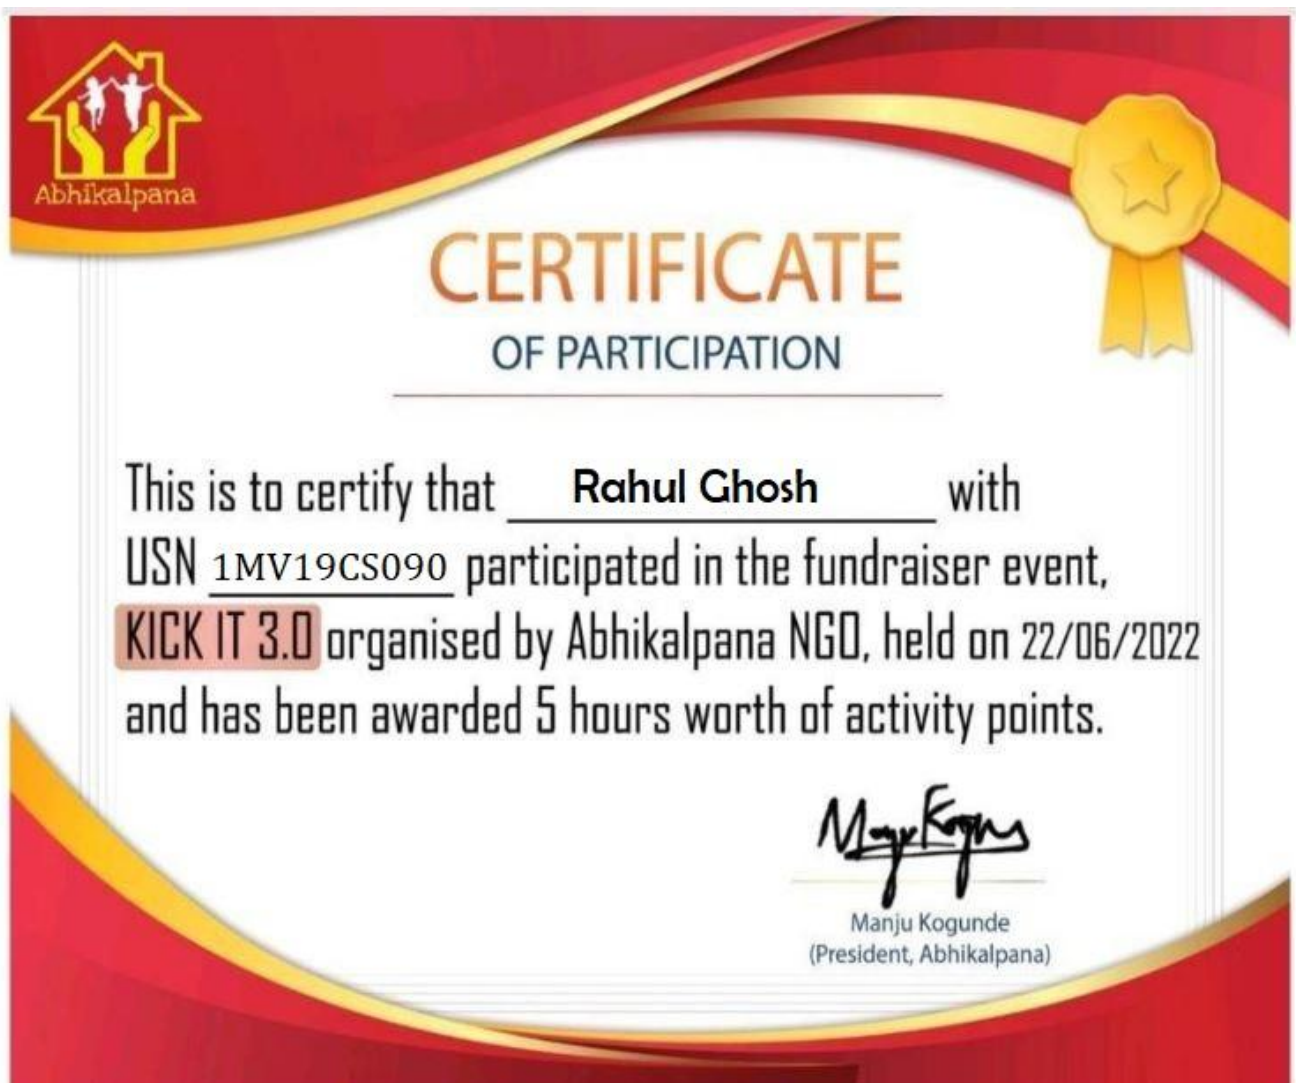 Abhikalpana
CERTIFICATE
OF PARTICIPATION
This is to certify that Rahul Ghosh with
USN 1MV19CS090 participated in the fundraiser event,
KICK IT 3.0 organised by Abhikalpana NGO, held on 22/06/2022
and has been awarded 5 hours worth of activity points.
Manju Kogunde
(President, Abhikalpana)